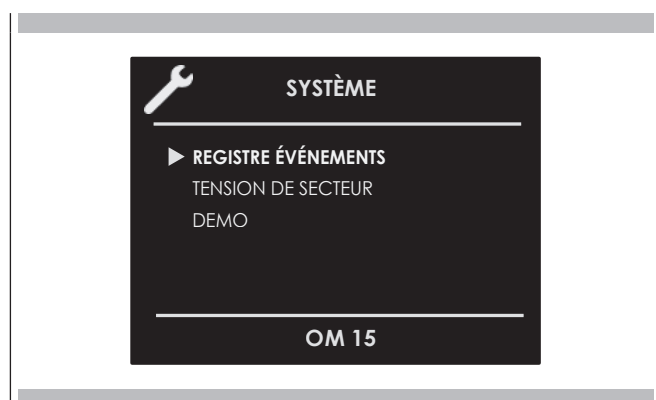 SYSTÈME
REGISTRE ÉVÉNEMENTS
TENSION DE SECTEUR
DEMO
OM 15